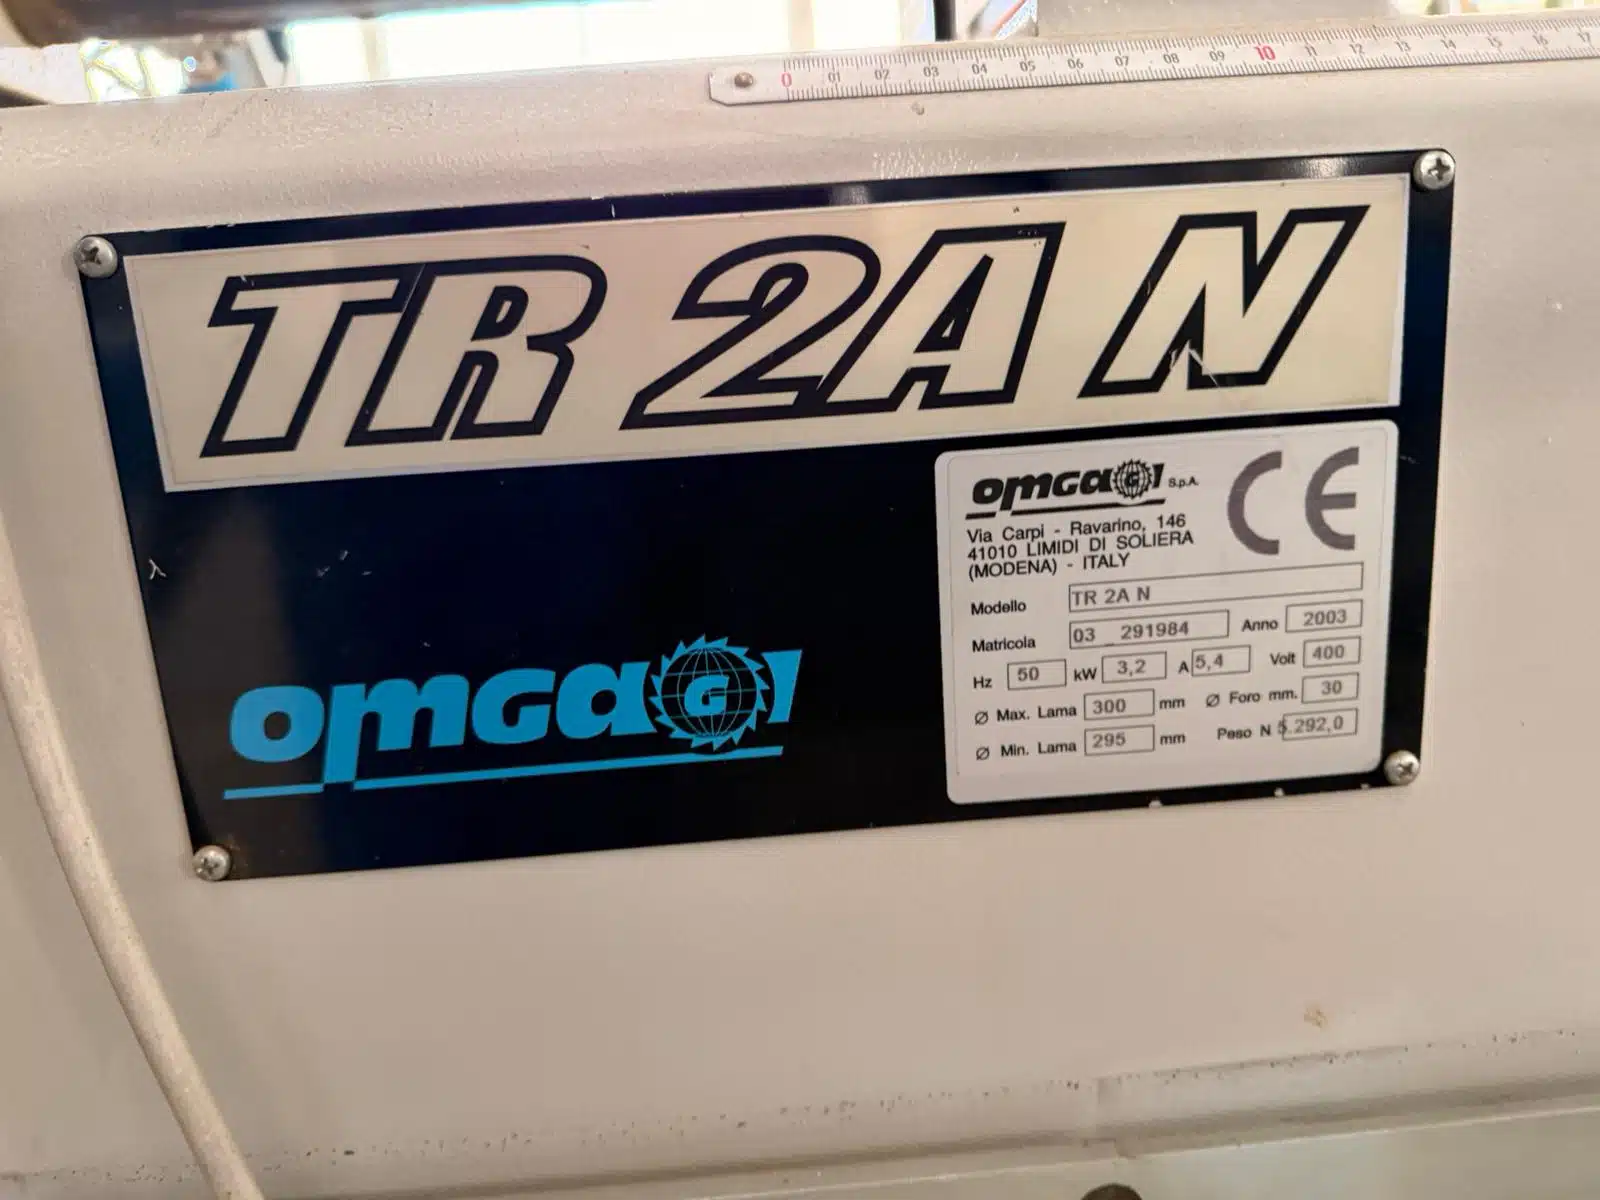 0 01 02 03 04 05 06 07 08 09 10 11 12 13 14 15 16 17
TR 2A N
omGa G
omGa G S.p.A. CE
Via Carpi - Ravarino, 146
41010 LIMIDI DI SOLIERA
(MODENA) - ITALY
Modello TR 2A N
Matricola 03 291984 Anno 2003
Hz 50 kW 3,2 A 5,4 Volt 400
Ø Max. Lama 300 mm Ø Foro mm. 30
Ø Min. Lama 295 mm Peso N 5.292,0